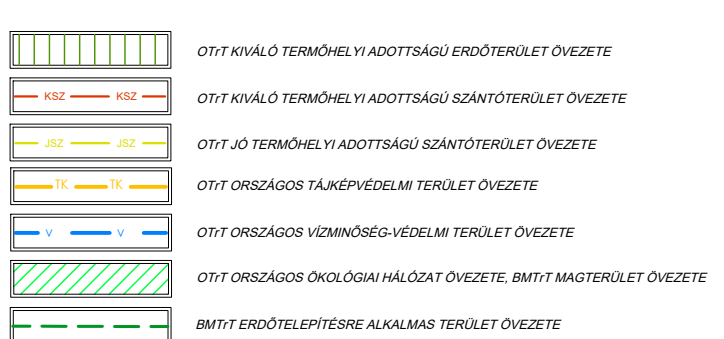 OTrT KIVÁLÓ TERMŐHELYI ADOTTSÁGÚ ERDŐTERÜLET ÖVEZETE
KSZ KSZ OTrT KIVÁLÓ TERMŐHELYI ADOTTSÁGÚ SZÁNTÓTERÜLET ÖVEZETE
JSZ JSZ OTrT JÓ TERMŐHELYI ADOTTSÁGÚ SZÁNTÓTERÜLET ÖVEZETE
TK TK OTrT ORSZÁGOS TÁJKÉPVÉDELMI TERÜLET ÖVEZETE
V V OTrT ORSZÁGOS VÍZMINŐSÉG-VÉDELMI TERÜLET ÖVEZETE
OTrT ORSZÁGOS ÖKOLÓGIAI HÁLÓZAT ÖVEZETE, BMTrT MAGTERÜLET ÖVEZETE
BMTrT ERDŐTELEPÍTÉSRE ALKALMAS TERÜLET ÖVEZETE